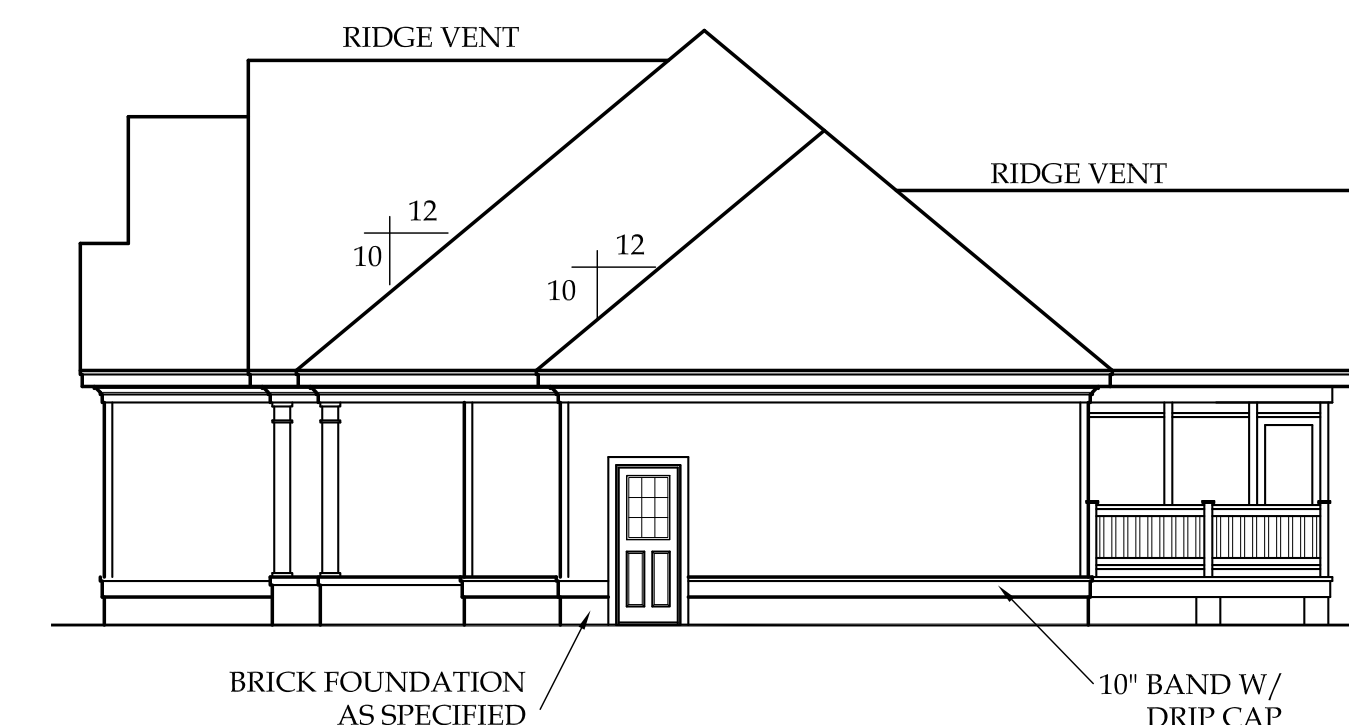 RIDGE VENT
RIDGE VENT
12
10
12
10
BRICK FOUNDATION
AS SPECIFIED
10" BAND W/
DRIP CAP